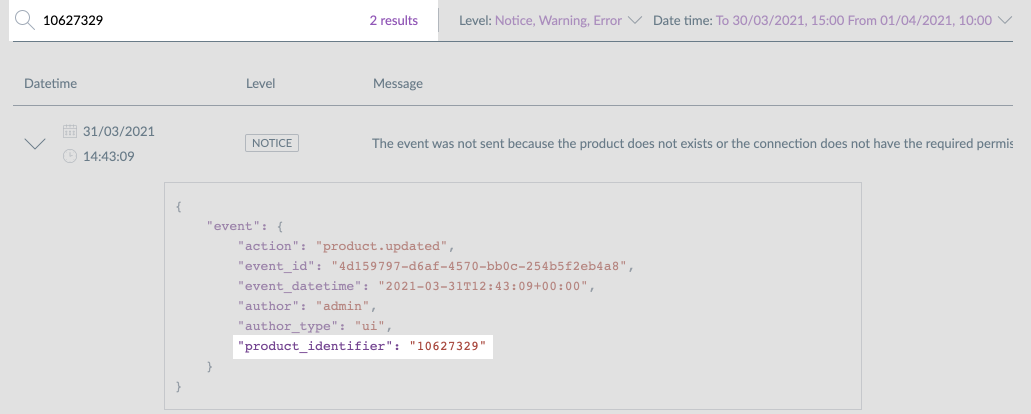 10627329 2 results Level: Notice, Warning, Error Date time: To 30/03/2021, 15:00 From 01/04/2021, 10:00
Datetime Level Message
31/03/2021
14:43:09
NOTICE
The event was not sent because the product does not exists or the connection does not have the required permis
{
"event": {
"action": "product.updated",
"event_id": "4d159797-d6af-4570-bb0c-254b5f2eb4a8",
"event_datetime": "2021-03-31T12:43:09+00:00",
"author": "admin",
"author_type": "ui",
"product_identifier": "10627329"
}
}